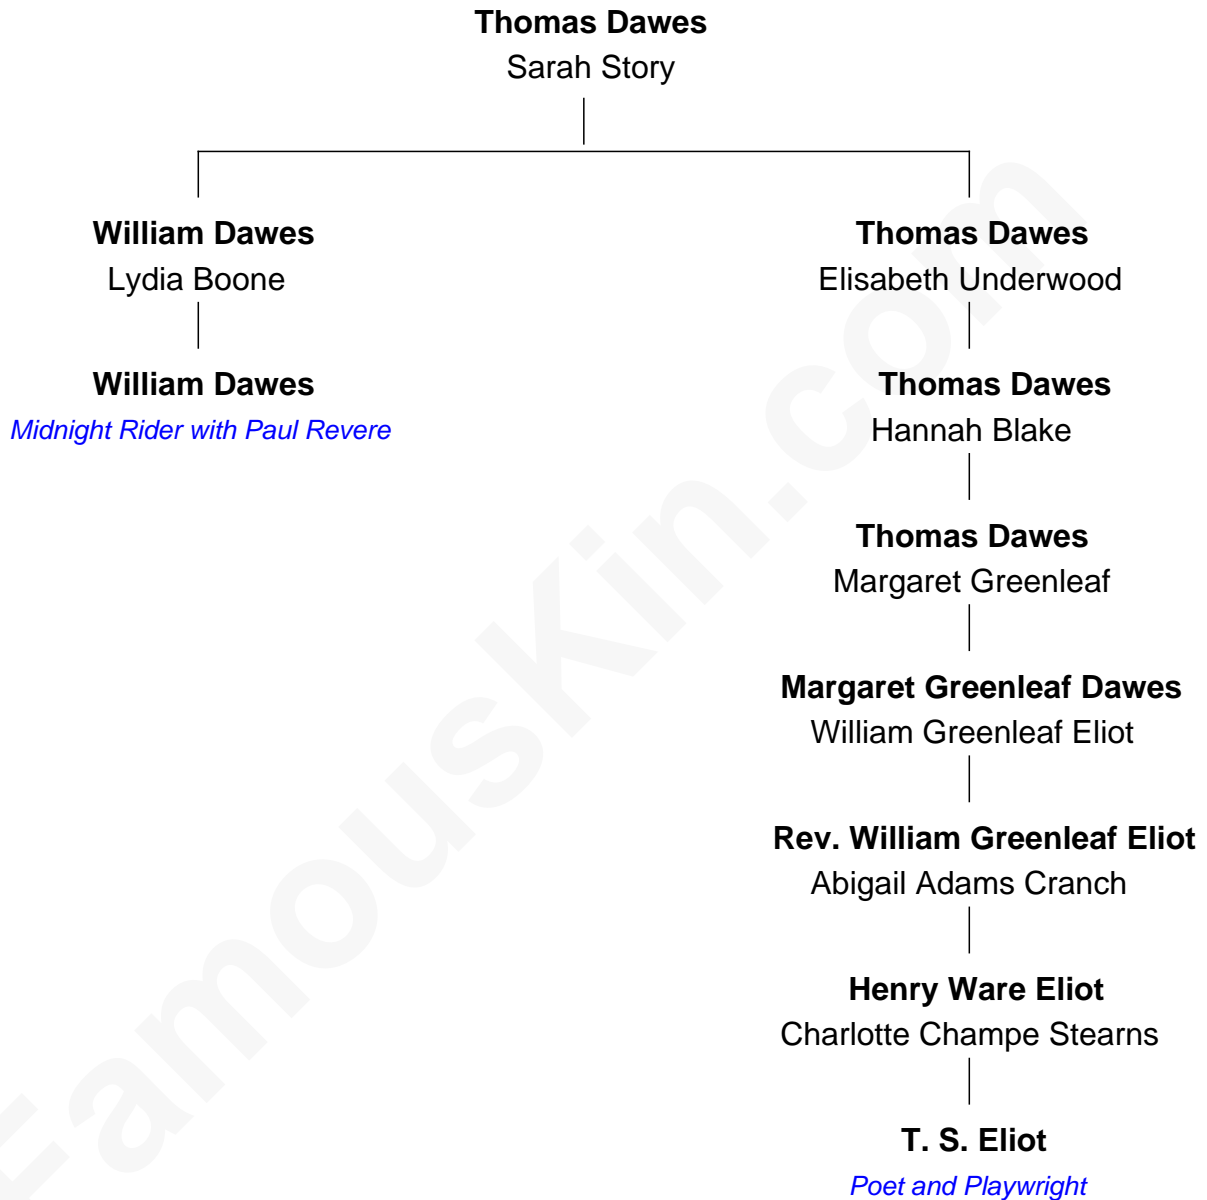 Thomas Dawes
Sarah Story
William Dawes
Lydia Boone
William Dawes
Midnight Rider with Paul Revere
Thomas Dawes
Elisabeth Underwood
Thomas Dawes
Hannah Blake
Thomas Dawes
Margaret Greenleaf
Margaret Greenleaf Dawes
William Greenleaf Eliot
Rev. William Greenleaf Eliot
Abigail Adams Cranch
Henry Ware Eliot
Charlotte Champe Stearns
T. S. Eliot
Poet and Playwright
FamousKin.com